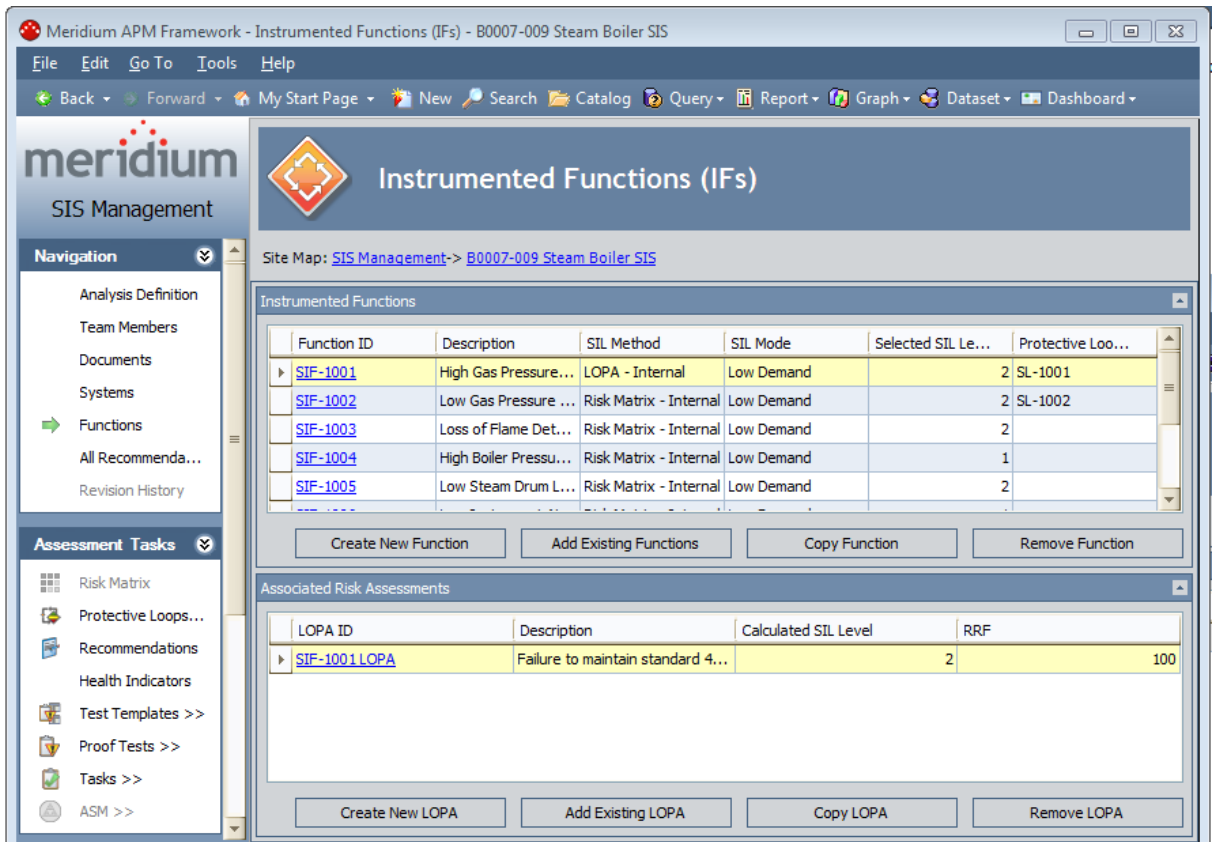 Meridium APM Framework - Instrumented Functions (IFs) - B0007-009 Steam Boiler SIS
File Edit Go To Tools Help
Back Forward My Start Page New Search Catalog Query Report Graph Dataset Dashboard
meridium
SIS Management
Navigation
Analysis Definition
Team Members
Documents
Systems
Functions
All Recommenda...
Revision History
Assessment Tasks
Risk Matrix
Protective Loops...
Recommendations
Health Indicators
Test Templates >>
Proof Tests >>
Tasks >>
ASM >>
Instrumented Functions (IFs)
Site Map: SIS Management-> B0007-009 Steam Boiler SIS
Instrumented Functions
Function ID Description SIL Method SIL Mode Selected SIL Le... Protective Loo...
SIF-1001 High Gas Pressure... LOPA - Internal Low Demand 2 SL-1001
SIF-1002 Low Gas Pressure ... Risk Matrix - Internal Low Demand 2 SL-1002
SIF-1003 Loss of Flame Det... Risk Matrix - Internal Low Demand 2
SIF-1004 High Boiler Pressu... Risk Matrix - Internal Low Demand 1
SIF-1005 Low Steam Drum L... Risk Matrix - Internal Low Demand 2
Create New Function Add Existing Functions Copy Function Remove Function
Associated Risk Assessments
LOPA ID Description Calculated SIL Level RRF
SIF-1001 LOPA Failure to maintain standard 4... 2 100
Create New LOPA Add Existing LOPA Copy LOPA Remove LOPA